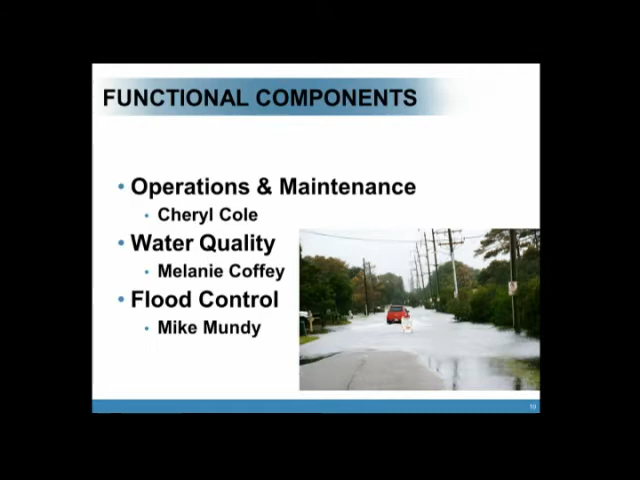 FUNCTIONAL COMPONENTS
• Operations & Maintenance
• Cheryl Cole
• Water Quality
• Melanie Coffey
• Flood Control
• Mike Mundy